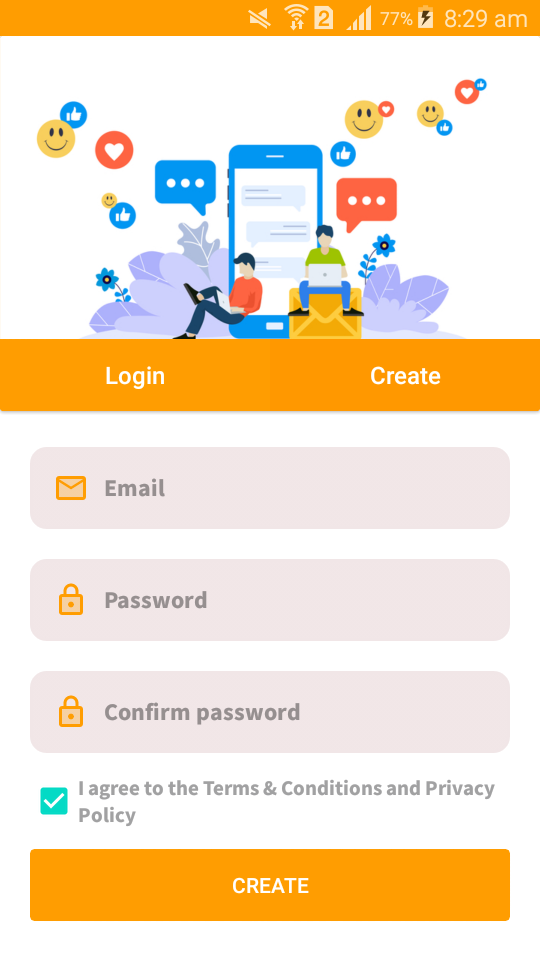 2 77% 8:29 am
Login Create
Email
Password
Confirm password
I agree to the Terms & Conditions and Privacy
Policy
CREATE